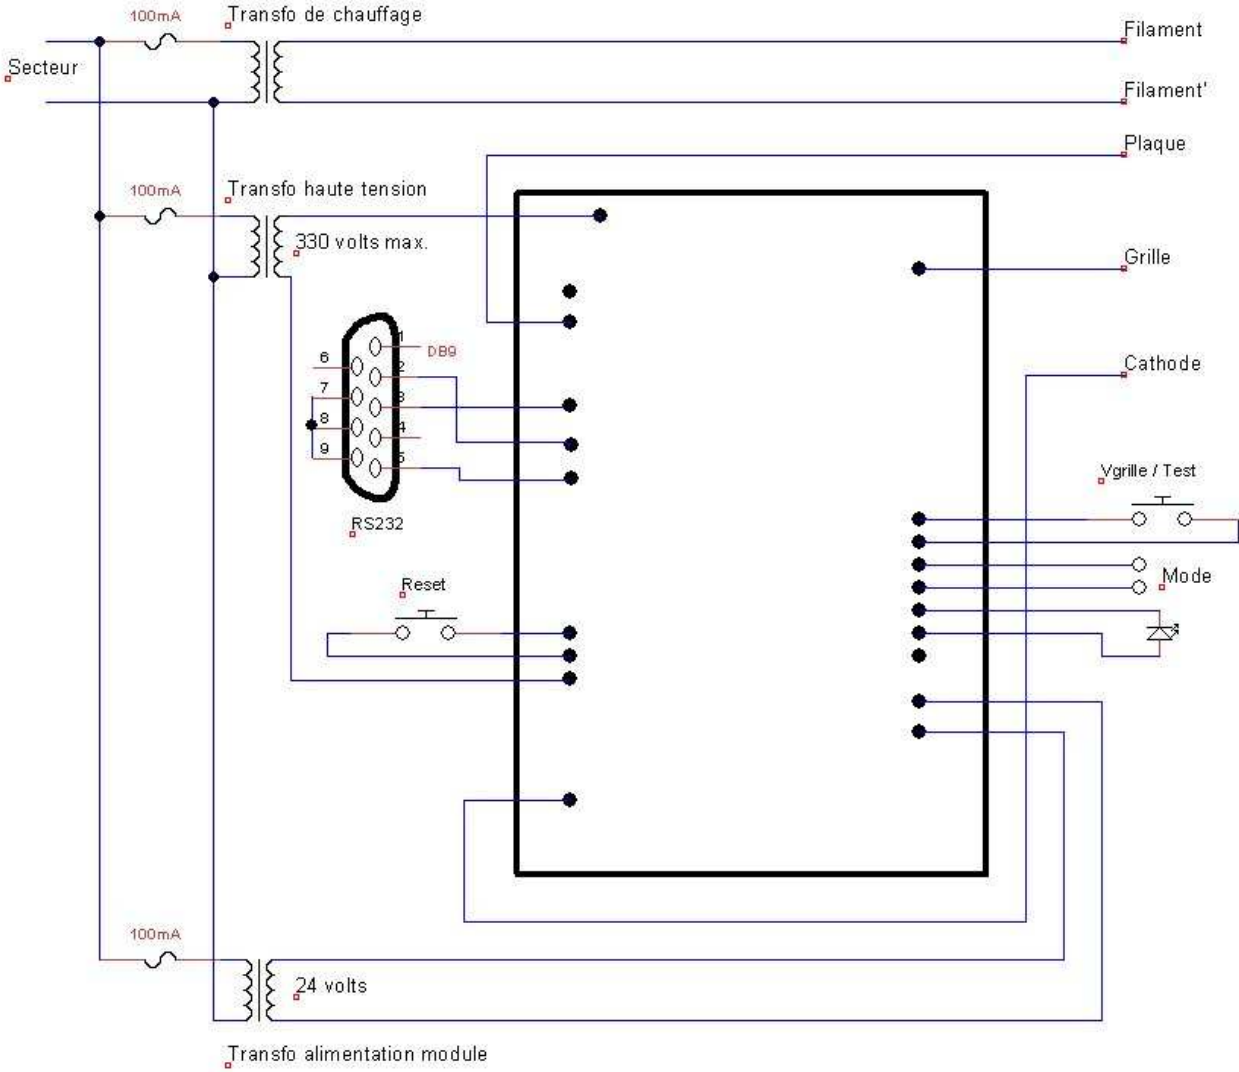 100mA
Transfo de chauffage
Filament
Secteur
Filament'
Plaque
100mA
Transfo haute tension
330 volts max.
Grille
1
DB9
6
2
Cathode
7
3
8
4
9
5
Vgrille / Test
RS232
Mode
Reset
100mA
24 volts
Transfo alimentation module